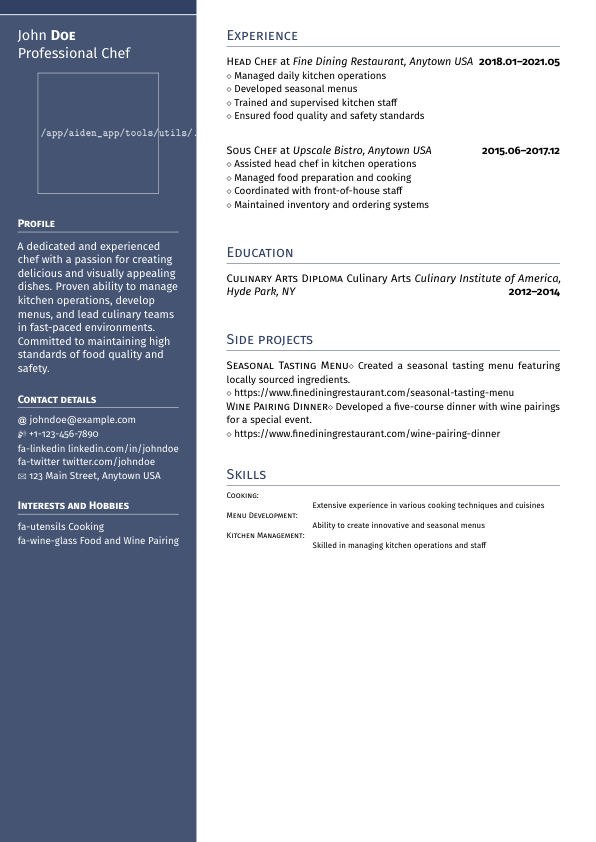 John Doe
Professional Chef
/app/aiden_app/tools/utils/.
Profile
A dedicated and experienced
chef with a passion for creating
delicious and visually appealing
dishes. Proven ability to manage
kitchen operations, develop
menus, and lead culinary teams
in fast-paced environments.
Committed to maintaining high
standards of food quality and
safety.
Contact details
@ johndoe@example.com
+1-123-456-7890
fa-linkedin linkedin.com/in/johndoe
fa-twitter twitter.com/johndoe
✉ 123 Main Street, Anytown USA
Interests and Hobbies
fa-utensils Cooking
fa-wine-glass Food and Wine Pairing
Experience
Head Chef at Fine Dining Restaurant, Anytown USA 2018.01–2021.05
◇ Managed daily kitchen operations
◇ Developed seasonal menus
◇ Trained and supervised kitchen staff
◇ Ensured food quality and safety standards
Sous Chef at Upscale Bistro, Anytown USA 2015.06–2017.12
◇ Assisted head chef in kitchen operations
◇ Managed food preparation and cooking
◇ Coordinated with front-of-house staff
◇ Maintained inventory and ordering systems
Education
Culinary Arts Diploma Culinary Arts Culinary Institute of America,
Hyde Park, NY 2012–2014
Side projects
Seasonal Tasting Menu◇ Created a seasonal tasting menu featuring
locally sourced ingredients.
◇ https://www.finediningrestaurant.com/seasonal-tasting-menu
Wine Pairing Dinner◇ Developed a five-course dinner with wine pairings
for a special event.
◇ https://www.finediningrestaurant.com/wine-pairing-dinner
Skills
Cooking:
Extensive experience in various cooking techniques and cuisines
Menu Development:
Ability to create innovative and seasonal menus
Kitchen Management:
Skilled in managing kitchen operations and staff